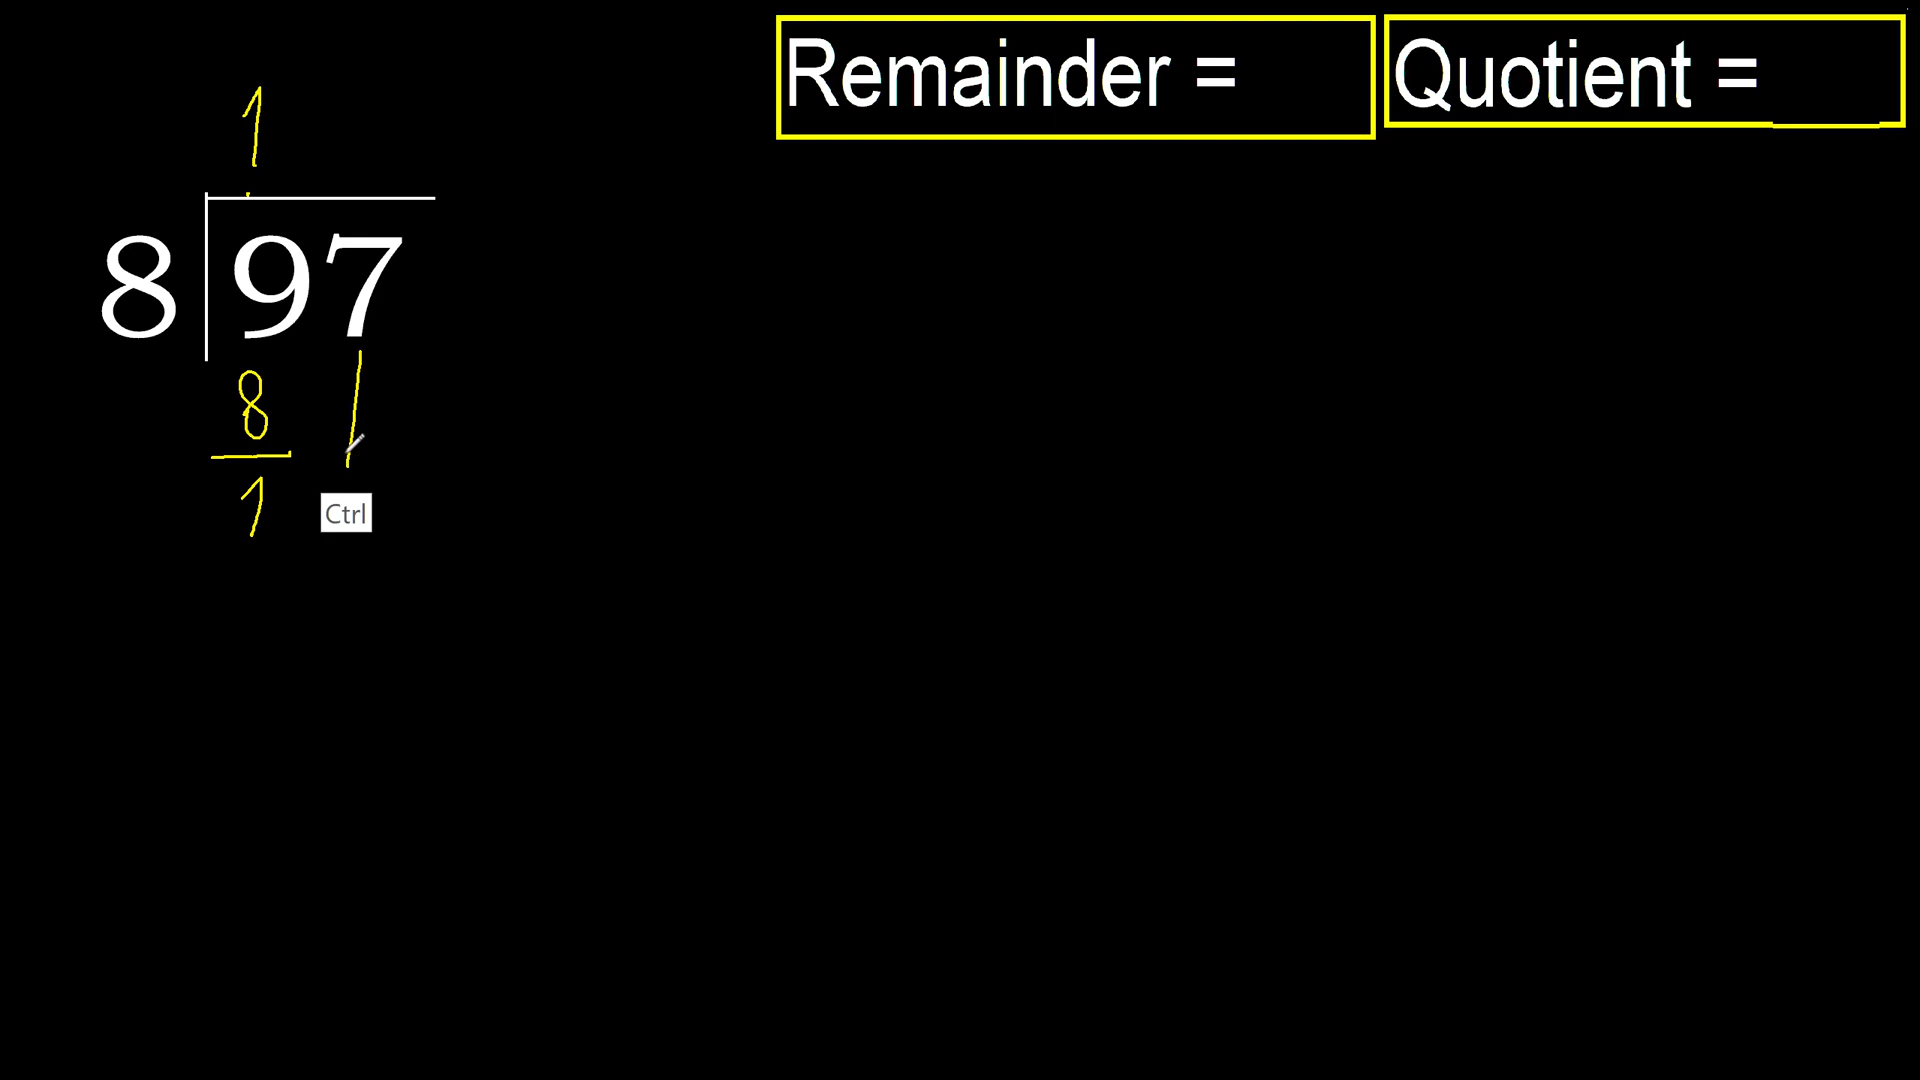 Remainder = Quotient =
1
8 97
8
1
Ctrl